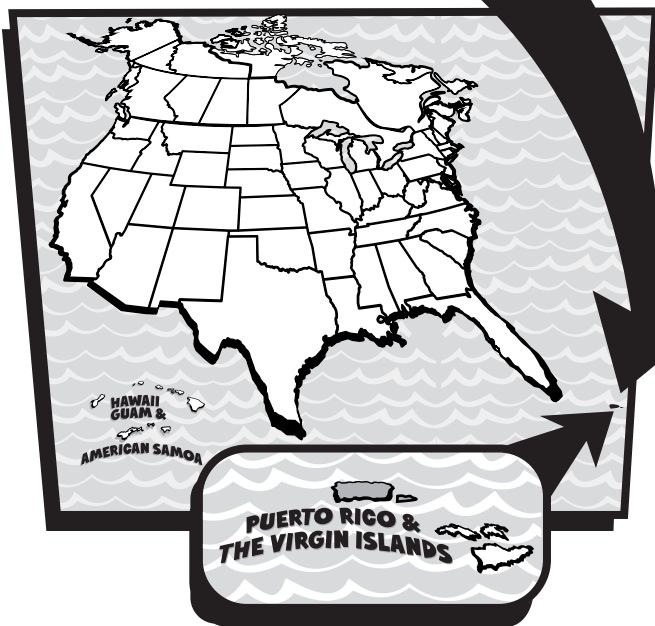 HAWAII
GUAM &
AMERICAN SAMOA
PUERTO RICO &
THE VIRGIN ISLANDS